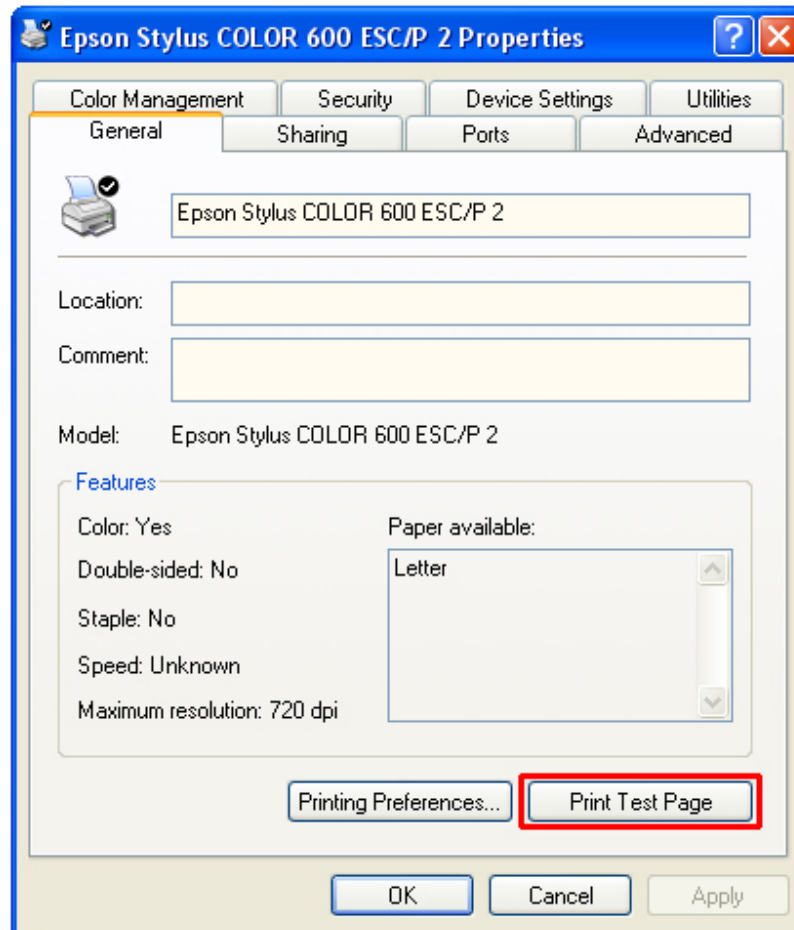 Epson Stylus COLOR 600 ESC/P 2 Properties
Color Management Security Device Settings Utilities
General Sharing Ports Advanced
Epson Stylus COLOR 600 ESC/P 2
Location:
Comment:
Model: Epson Stylus COLOR 600 ESC/P 2
Features
Color: Yes Paper available:
Double-sided: No Letter
Staple: No
Speed: Unknown
Maximum resolution: 720 dpi
Printing Preferences... Print Test Page
OK Cancel Apply